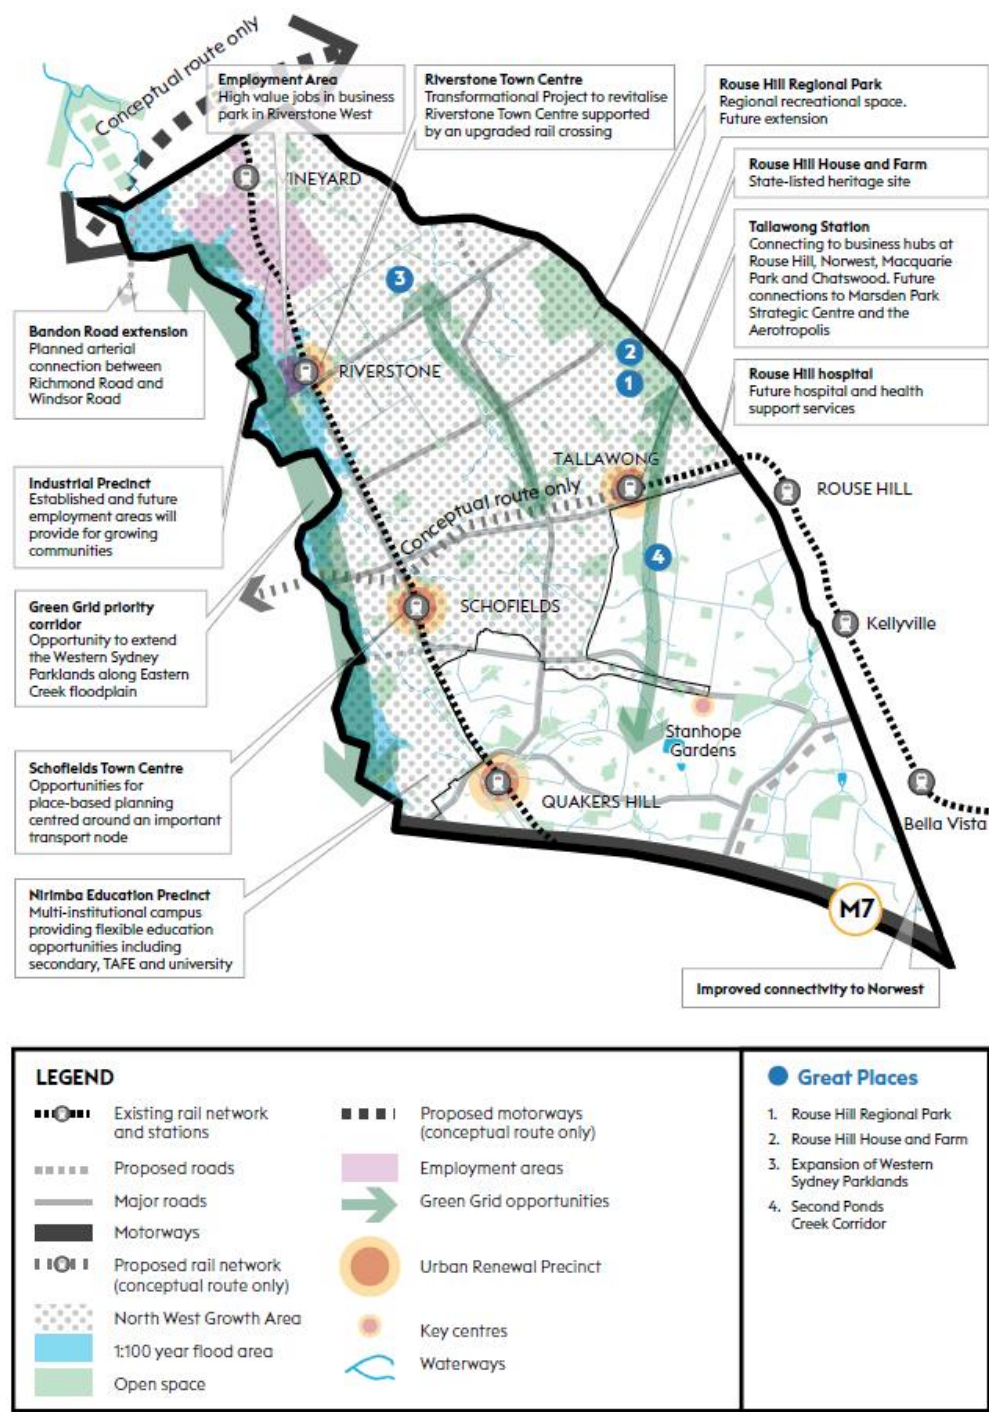 Conceptual route only
Employment Area
High value jobs in business
park in Riverstone West
Riverstone Town Centre
Transformational Project to revitalise
Riverstone Town Centre supported
by an upgraded rail crossing
Rouse Hill Regional Park
Regional recreational space.
Future extension
Rouse Hill House and Farm
State-listed heritage site
Tallawong Station
Connecting to business hubs at
Rouse Hill, Norwest, Macquarie
Park and Chatswood. Future
connections to Marsden Park
Strategic Centre and the
Aerotropolis
Rouse Hill hospital
Future hospital and health
support services
VINEYARD
3
2
1
RIVERSTONE
Bandon Road extension
Planned arterial
connection between
Richmond Road and
Windsor Road
TALLAWONG
Conceptual route only
ROUSE HILL
4
Industrial Precinct
Established and future
employment areas will
provide for growing
communities
SCHOFIELDS
Kellyville
Green Grid priority
corridor
Opportunity to extend
the Western Sydney
Parklands along Eastern
Creek floodplain
Stanhope
Gardens
Schofields Town Centre
Opportunities for
place-based planning
centred around an important
transport node
QUAKERS HILL
Bella Vista
Nirimba Education Precinct
Multi-institutional campus
providing flexible education
opportunities including
secondary, TAFE and university
M7
Improved connectivity to Norwest
LEGEND
Existing rail network
and stations
Proposed roads
Major roads
Motorways
Proposed rail network
(conceptual route only)
North West Growth Area
1:100 year flood area
Open space
Proposed motorways
(conceptual route only)
Employment areas
Green Grid opportunities
Urban Renewal Precinct
Key centres
Waterways
Great Places
1. Rouse Hill Regional Park
2. Rouse Hill House and Farm
3. Expansion of Western
Sydney Parklands
4. Second Ponds
Creek Corridor